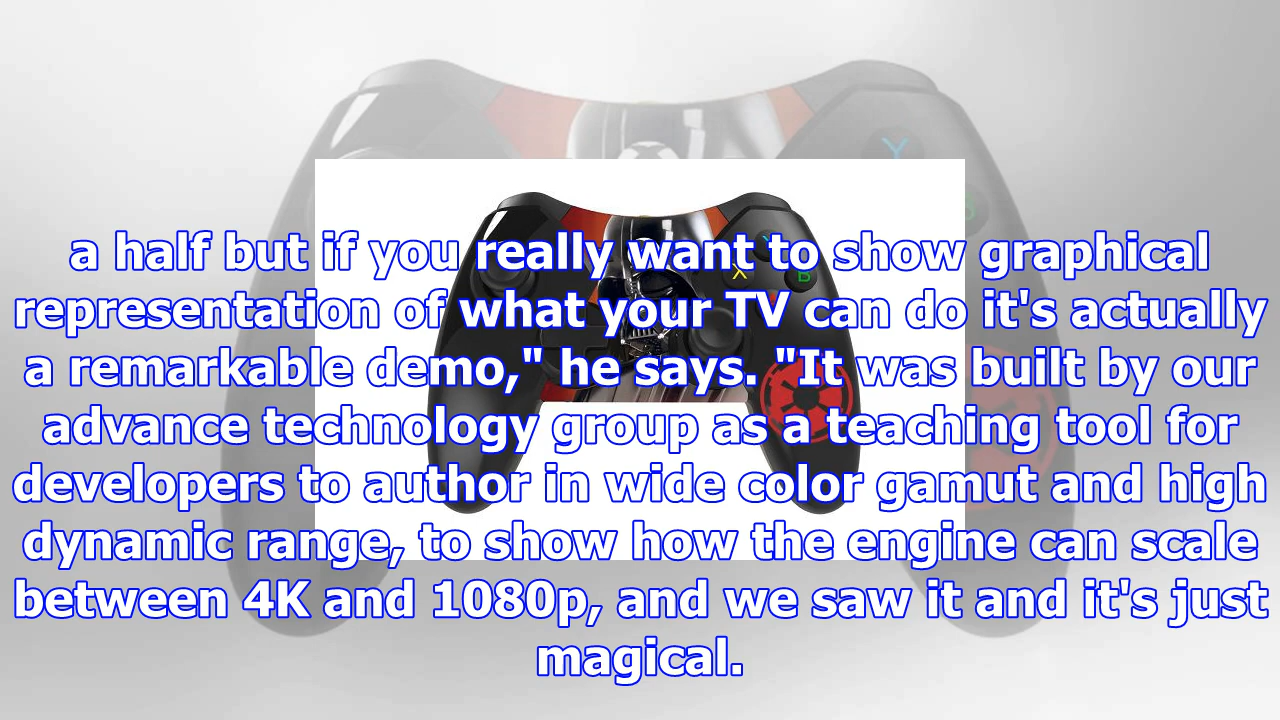 a half but if you really want to show graphical
representation of what your TV can do it's actually
a remarkable demo," he says. "It was built by our
advance technology group as a teaching tool for
developers to author in wide color gamut and high
dynamic range, to show how the engine can scale
between 4K and 1080p, and we saw it and it's just
magical.
Y
X
B
Y